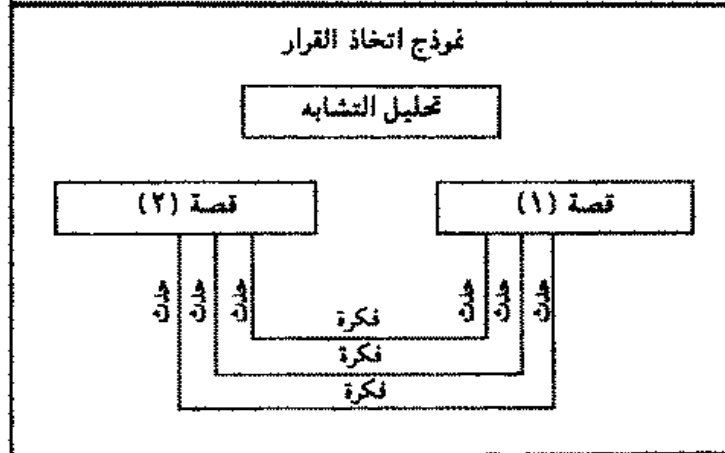 نموذج اتخاذ القرار
تحليل التشابه
قصة (١)
قصة (٢)
حدث
حدث
حدث
حدث
حدث
حدث
فكرة
فكرة
فكرة